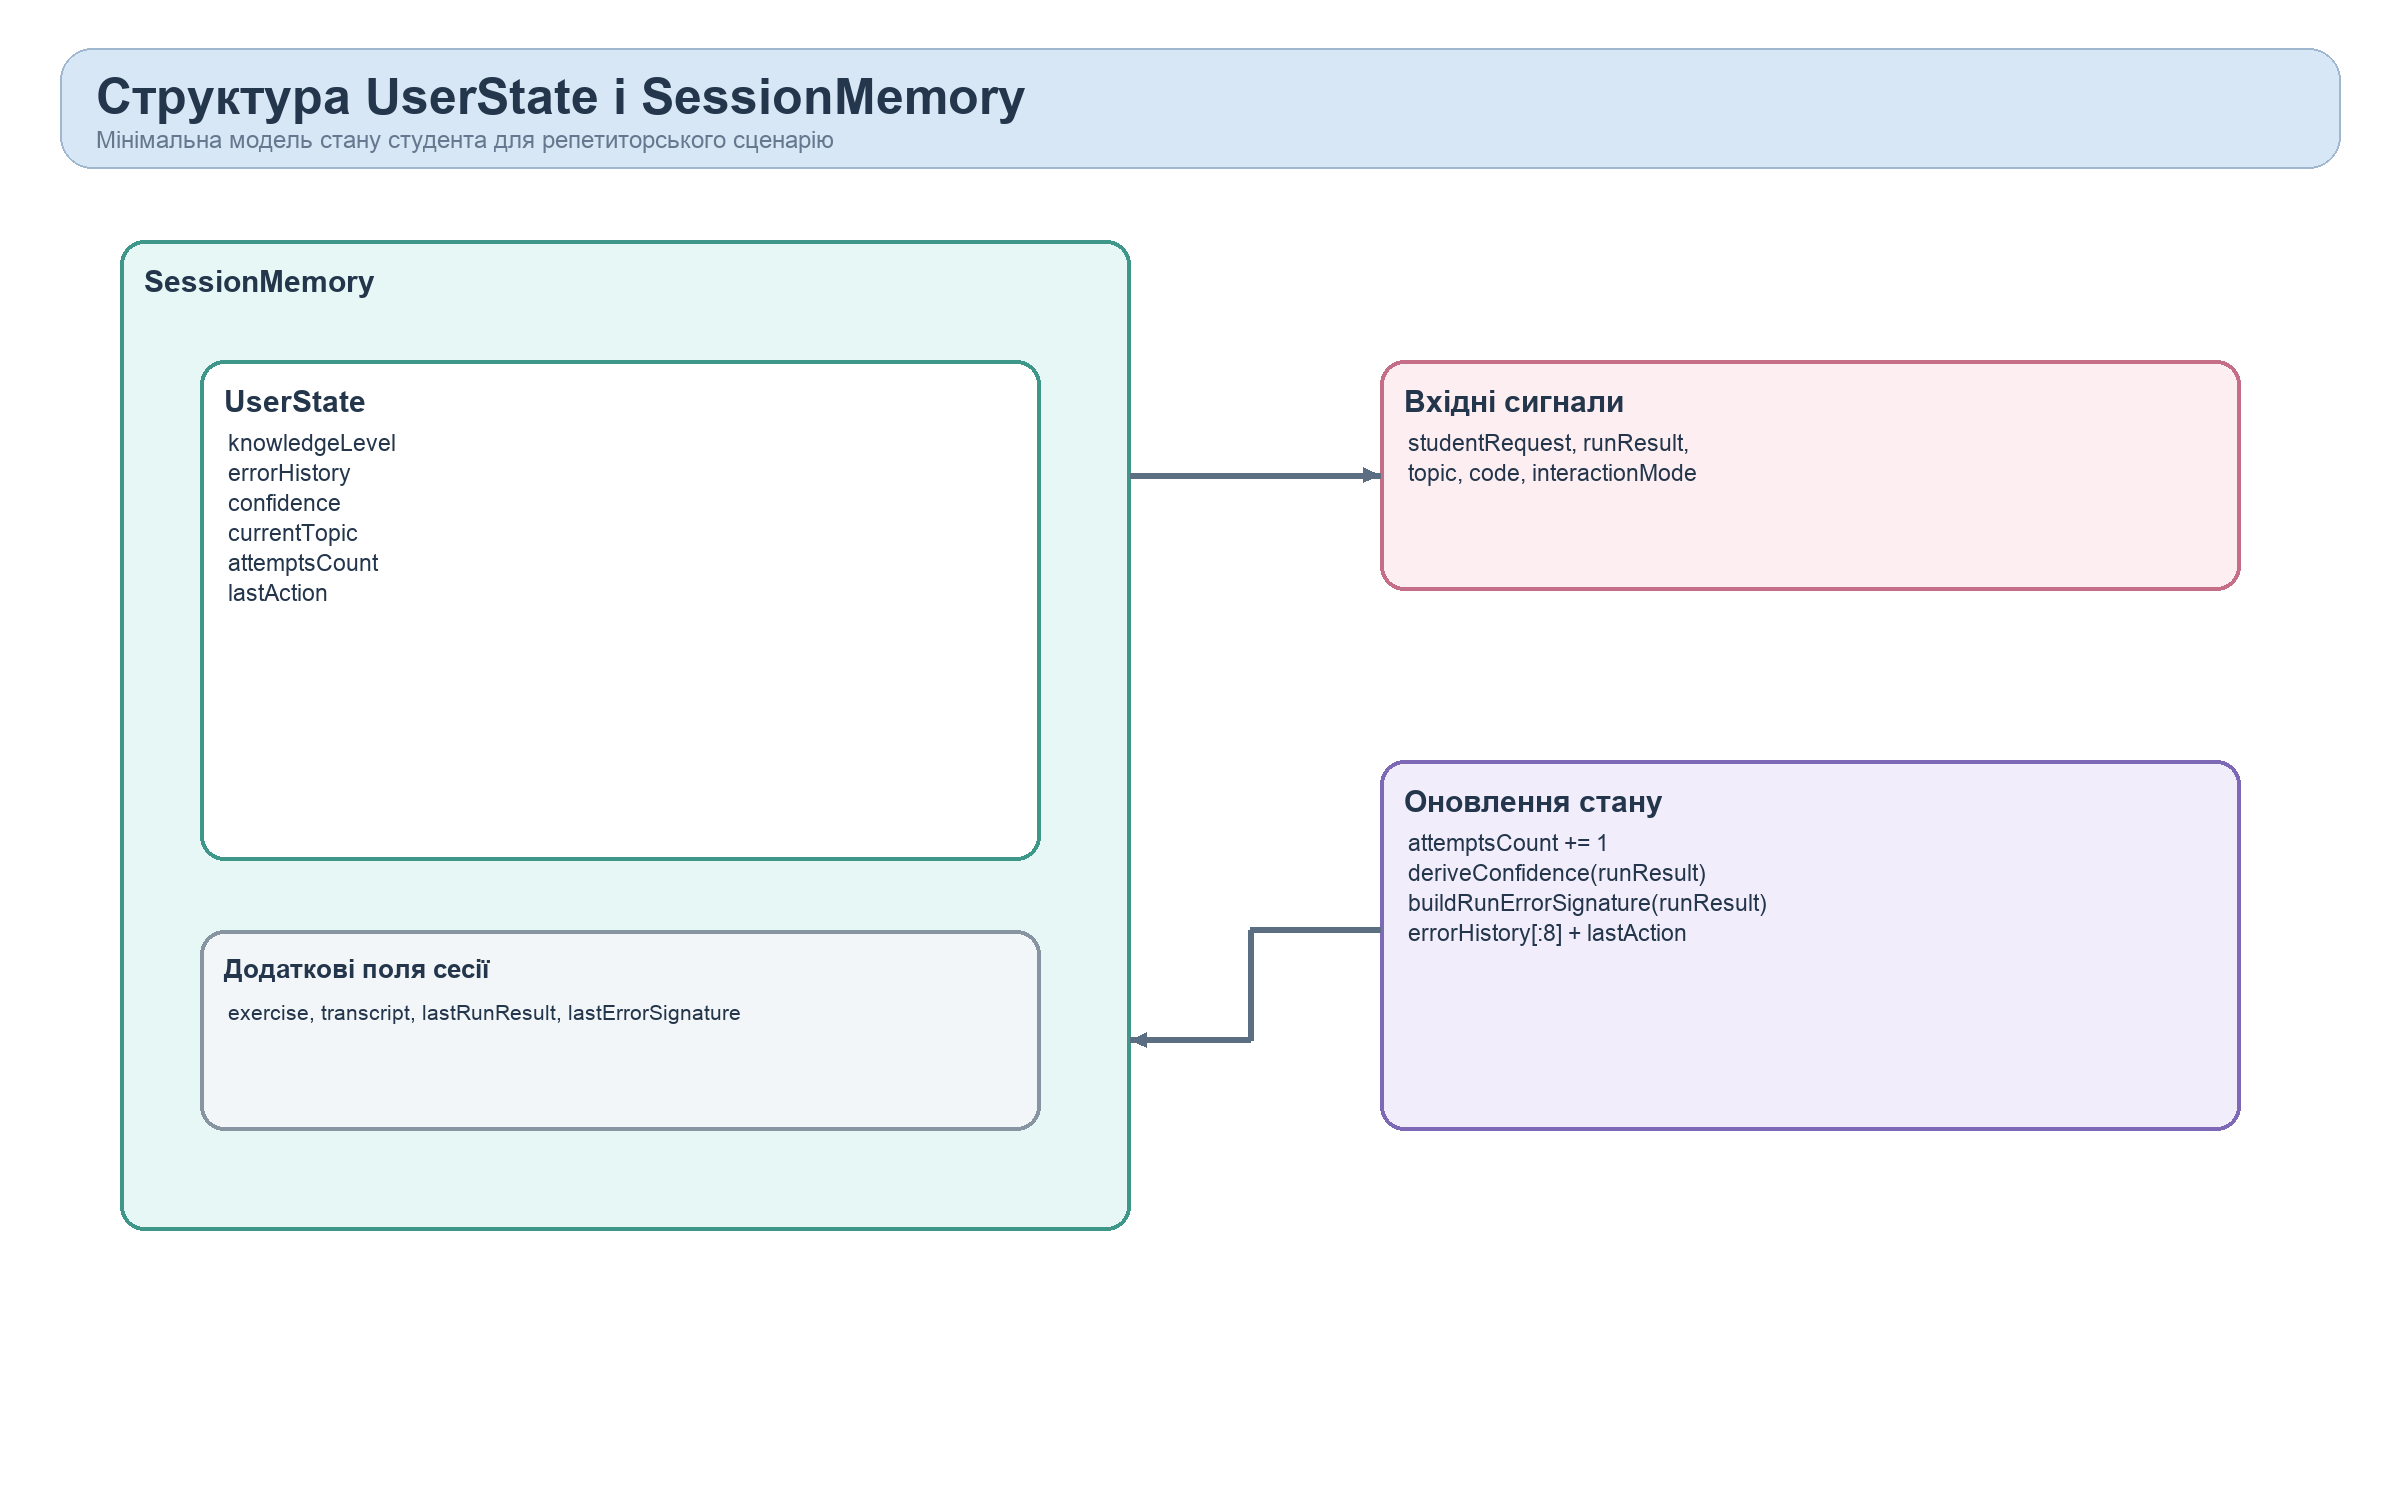 Структура UserState і SessionMemory
Мінімальна модель стану студента для репетиторського сценарію
SessionMemory
UserState
knowledgeLevel
errorHistory
confidence
currentTopic
attemptsCount
lastAction
Додаткові поля сесії
exercise, transcript, lastRunResult, lastErrorSignature
Вхідні сигнали
studentRequest, runResult,
topic, code, interactionMode
Оновлення стану
attemptsCount += 1
deriveConfidence(runResult)
buildRunErrorSignature(runResult)
errorHistory[:8] + lastAction